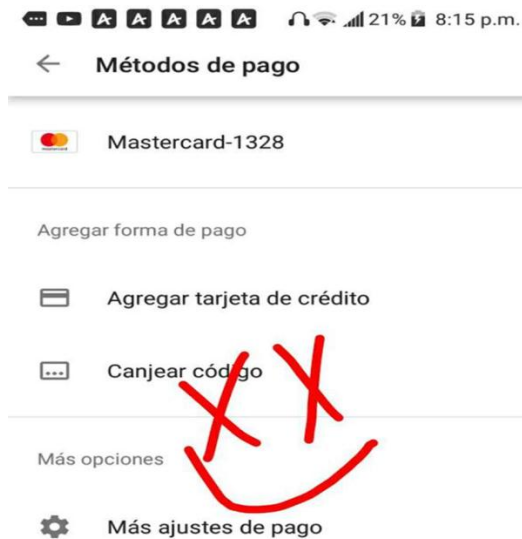 21% 8:15 p.m.
Métodos de pago
Mastercard-1328
Agregar forma de pago
Agregar tarjeta de crédito
Canjear código
Más opciones
Más ajustes de pago